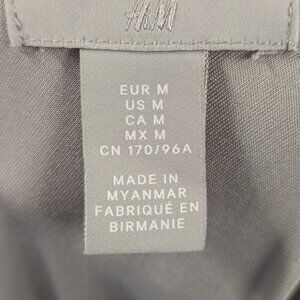 H&M
EUR M
US M
CA M
MX M
CN 170/96A
MADE IN
MYANMAR
FABRIQUÉ EN
BIRMANIE